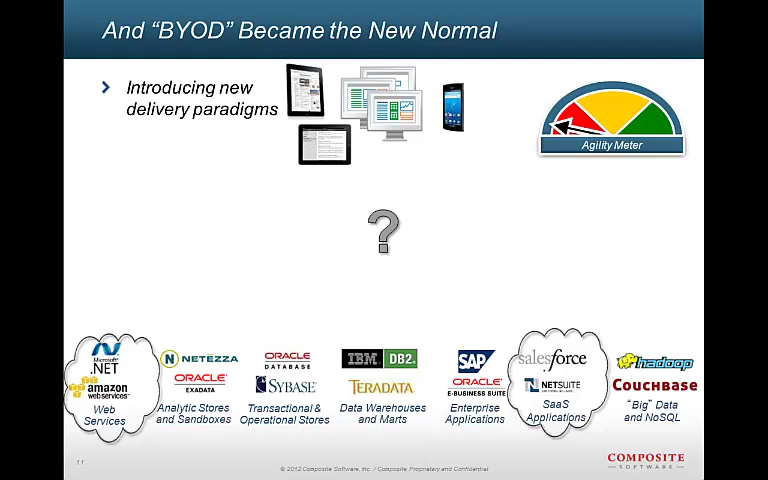 And “BYOD” Became the New Normal
Introducing new
delivery paradigms
Agility Meter
?
Microsoft
.NET
amazon
webservices
Web
Services
NETEZZA
ORACLE
EXADATA
Analytic Stores
and Sandboxes
ORACLE
DATABASE
SYBASE
Transactional &
Operational Stores
IBM DB2.
TERADATA
Data Warehouses
and Marts
SAP
ORACLE
E-BUSINESS SUITE
Enterprise
Applications
salesforce
NETSUITE
SaaS
Applications
hadoop
COUCHBASE
“Big” Data
and NoSQL
11
© 2012 Composite Software, Inc. / Composite Proprietary and Confidential
COMPOSITE
SOFTWARE